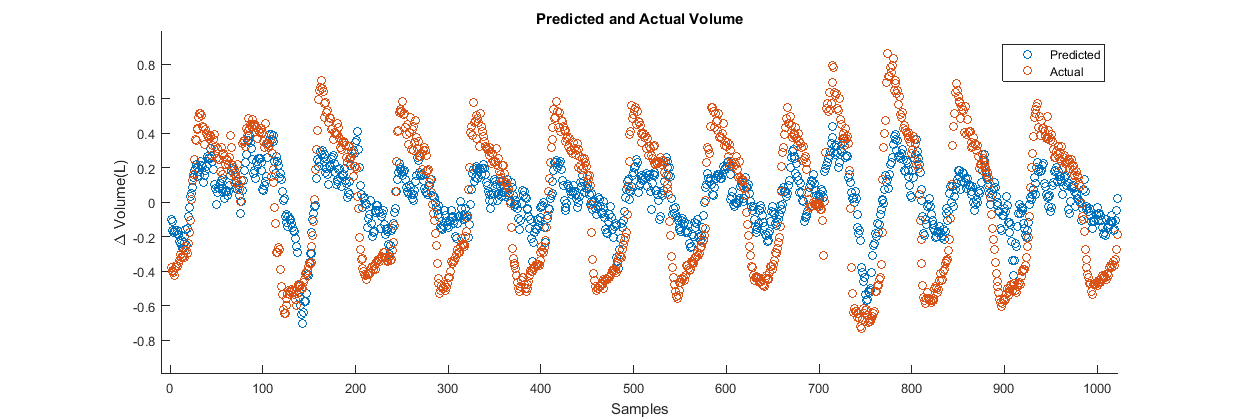 Predicted and Actual Volume
Predicted
Actual
Δ Volume(L)
0.8
0.6
0.4
0.2
0
-0.2
-0.4
-0.6
-0.8
0 100 200 300 400 500 600 700 800 900 1000
Samples